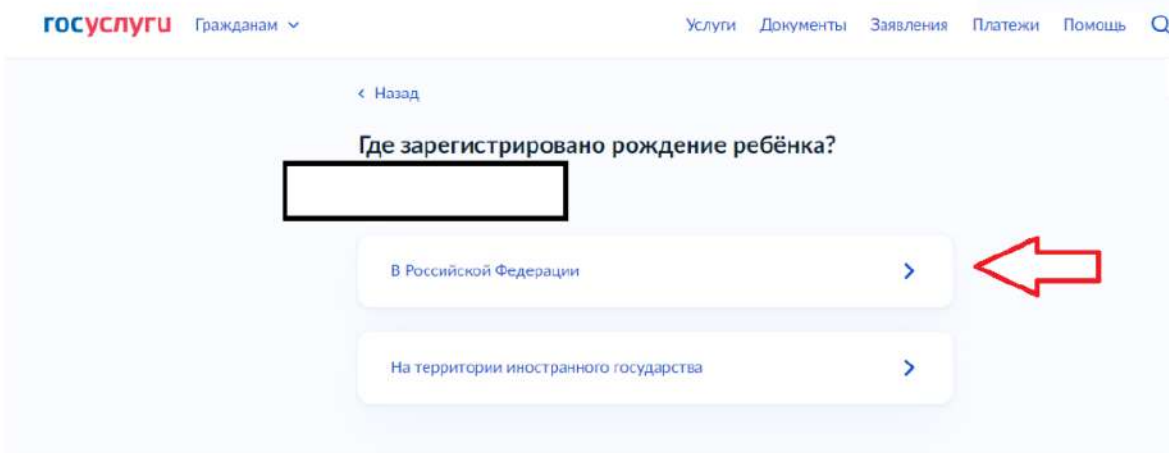 госуслуги Гражданам Услуги Документы Заявления Платежи Помощь
Назад
Где зарегистрировано рождение ребёнка?
В Российской Федерации
На территории иностранного государства